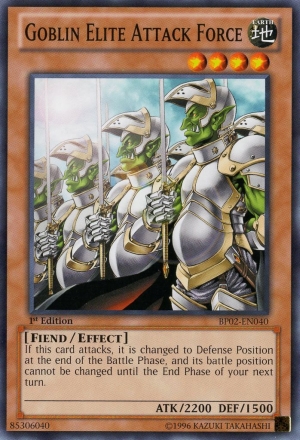 Goblin Elite Attack Force
EARTH
地
1st Edition
BP02-EN040
[FIEND / EFFECT]
If this card attacks, it is changed to Defense Position
at the end of the Battle Phase, and its battle position
cannot be changed until the End Phase of your next
turn.
ATK/2200 DEF/1500
85306040
©1996 KAZUKI TAKAHASHI